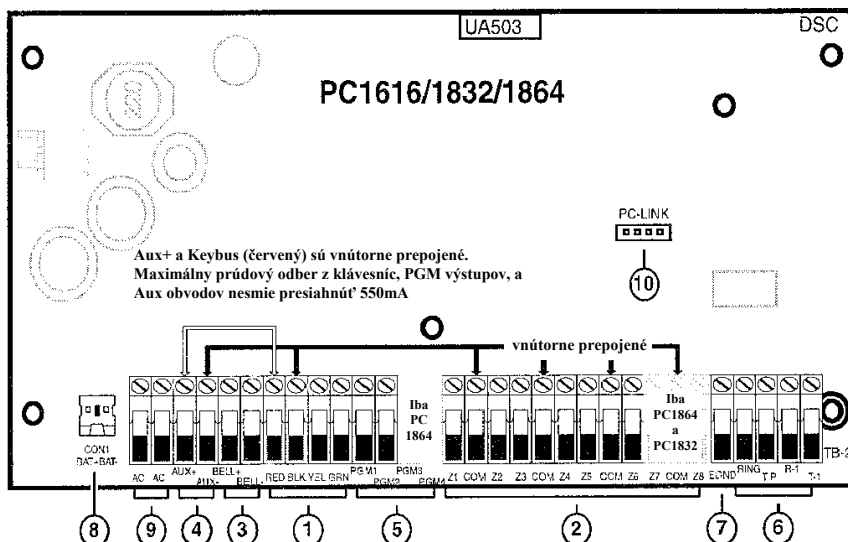 UA503
DSC
PC1616/1832/1864
PC-LINK
10
Aux+ a Keybus (červený) sú vnútorne prepojené.
Maximálny prúdový odber z klávesníc, PGM výstupov, a
Aux obvodov nesmie presiahnúť 550mA
vnútorne prepojené
Iba
PC
1864
Iba
PC1864
a
PC1832
CON1
BAT+BAT-
TB-2
AC AC AUX+ AUX- BELL+ BELL- RED BLK YEL GRN PGM1 PGM2 PGM3 PGM4 Z1 COM Z2 Z3 COM Z4 Z5 COM Z6 Z7 COM Z8 EGND RING TIP R-1 T-1
8 9 4 3 1 5 2 7 6